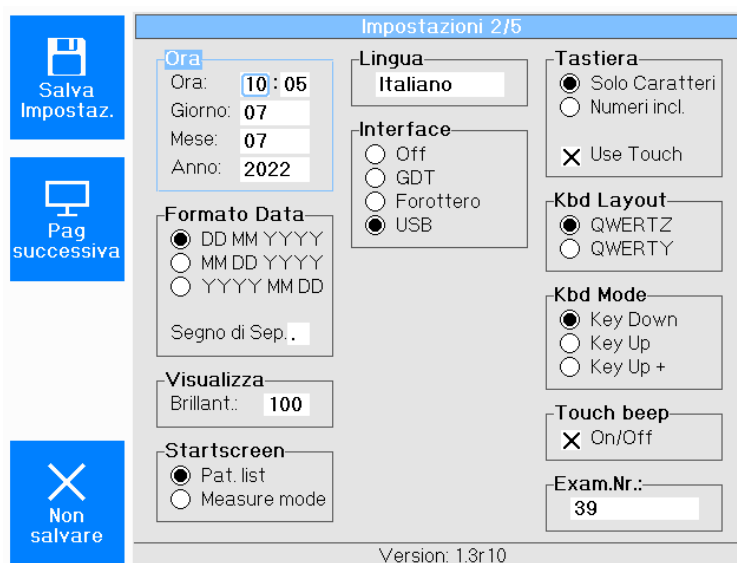 Impostazioni 2/5
Salva
Impostaz.
Pag
successiva
Non
salvare
Ora
Ora: 10 : 05
Giorno: 07
Mese: 07
Anno: 2022
Formato Data
DD MM YYYY
MM DD YYYY
YYYY MM DD
Segno di Sep. .
Visualizza
Brillant.: 100
Startscreen
Pat. list
Measure mode
Lingua
Italiano
Interface
Off
GDT
Forottero
USB
Tastiera
Solo Caratteri
Numeri incl.
Use Touch
Kbd Layout
QWERTZ
QWERTY
Kbd Mode
Key Down
Key Up
Key Up +
Touch beep
On/Off
Exam.Nr.:
39
Version: 1.3r10